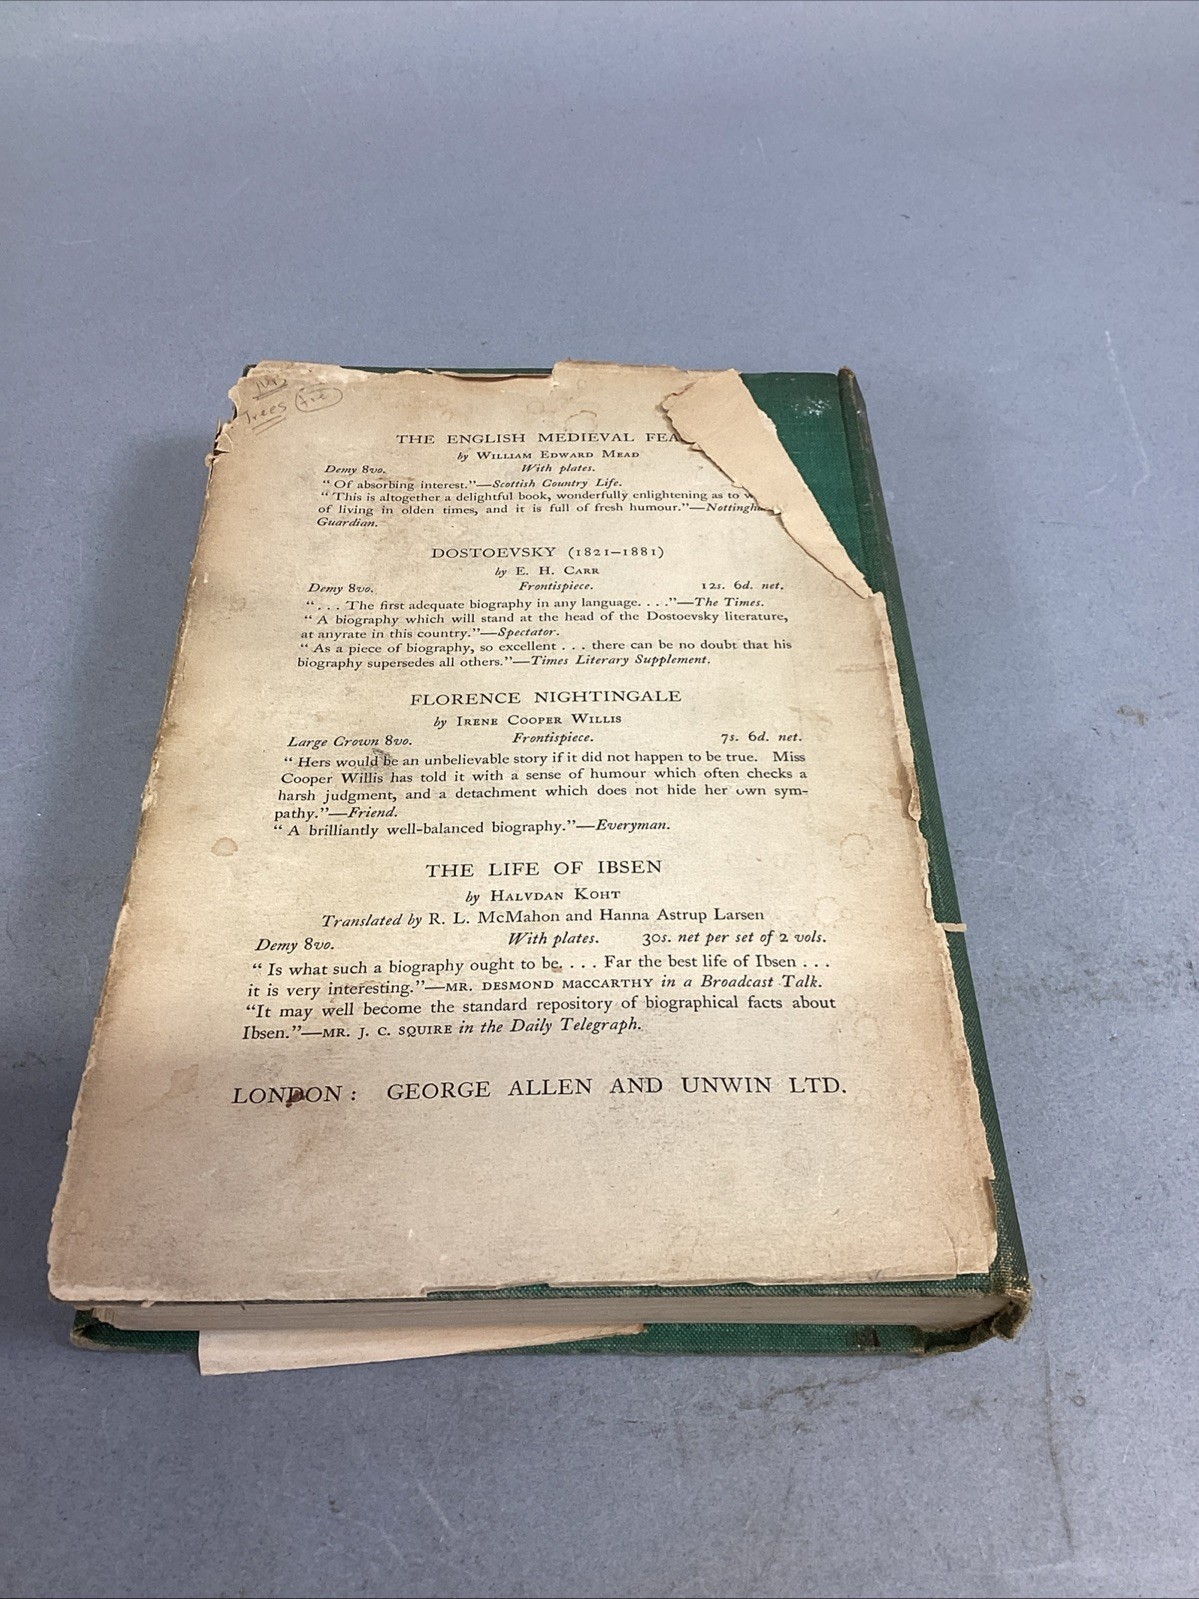 Trees
THE ENGLISH MEDIEVAL FEA
by WILLIAM EDWARD MEAD
Demy 8vo. With plates.
“ Of absorbing interest.”—Scottish Country Life.
“ This is altogether a delightful book, wonderfully enlightening as to w
of living in olden times, and it is full of fresh humour.”—Nottingh
Guardian.
DOSTOEVSKY (1821–1881)
by E. H. CARR
Demy 8vo. Frontispiece. 12s. 6d. net.
“ . . . The first adequate biography in any language. . . .”—The Times.
“ A biography which will stand at the head of the Dostoevsky literature,
at anyrate in this country.”—Spectator.
“ As a piece of biography, so excellent . . . there can be no doubt that his
biography supersedes all others.”—Times Literary Supplement.
FLORENCE NIGHTINGALE
by IRENE COOPER WILLIS
Large Crown 8vo. Frontispiece. 7s. 6d. net.
“ Hers would be an unbelievable story if it did not happen to be true. Miss
Cooper Willis has told it with a sense of humour which often checks a
harsh judgment, and a detachment which does not hide her own sym-
pathy.”—Friend.
“ A brilliantly well-balanced biography.”—Everyman.
THE LIFE OF IBSEN
by HALVDAN KOHT
Translated by R. L. McMahon and Hanna Astrup Larsen
Demy 8vo. With plates. 30s. net per set of 2 vols.
“ Is what such a biography ought to be. . . . Far the best life of Ibsen . . .
it is very interesting.”—MR. DESMOND MACCARTHY in a Broadcast Talk.
“It may well become the standard repository of biographical facts about
Ibsen.”—MR. J. C. SQUIRE in the Daily Telegraph.
LONDON : GEORGE ALLEN AND UNWIN LTD.